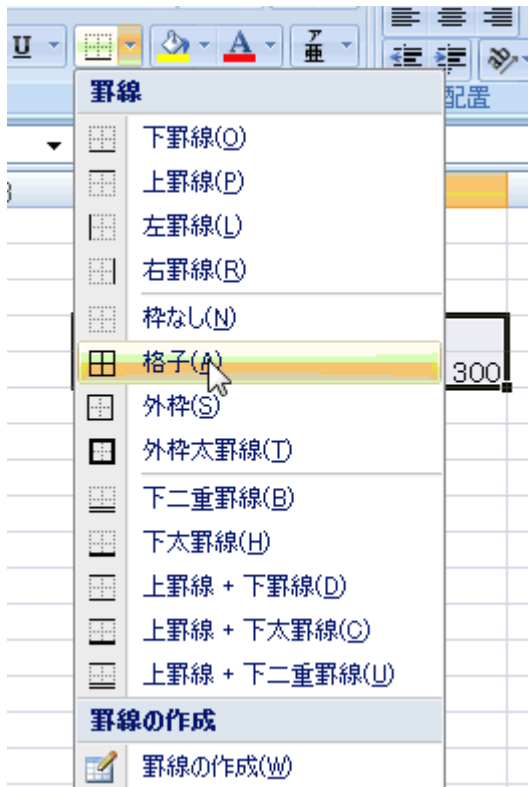 U A ア亜
配置
罫線
下罫線(O)
上罫線(P)
左罫線(L)
右罫線(R)
枠なし(N)
格子(A)
300
外枠(S)
外枠太罫線(T)
下二重罫線(B)
下太罫線(H)
上罫線 + 下罫線(D)
上罫線 + 下太罫線(C)
上罫線 + 下二重罫線(U)
罫線の作成
罫線の作成(W)